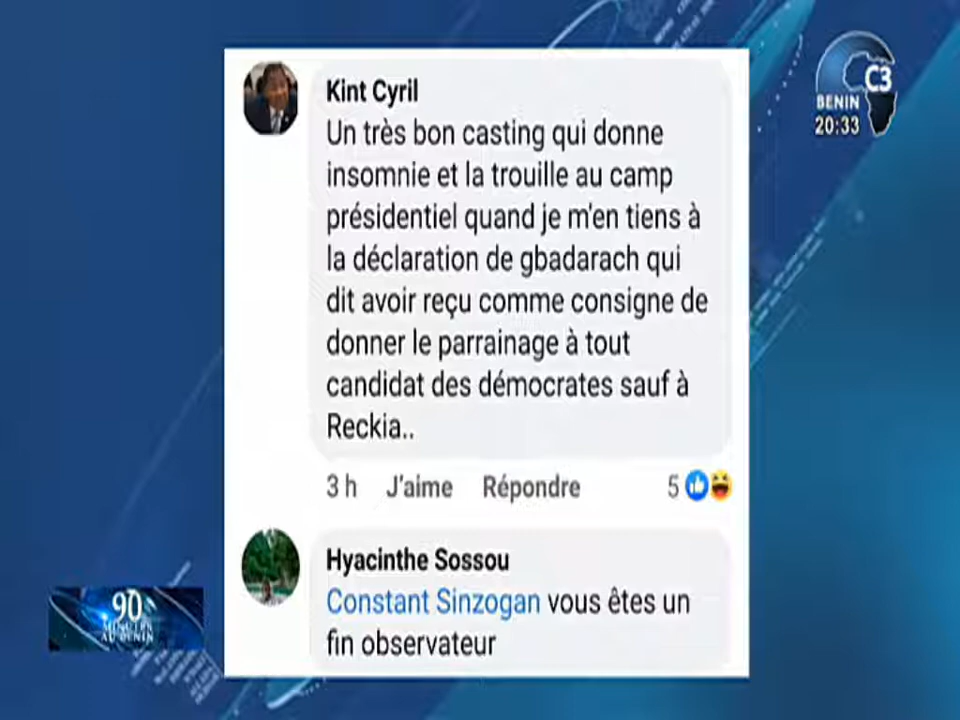 Kint Cyril
Un très bon casting qui donne
insomnie et la trouille au camp
présidentiel quand je m'en tiens à
la déclaration de gbadarach qui
dit avoir reçu comme consigne de
donner le parrainage à tout
candidat des démocrates sauf à
Reckia..
3 h J'aime Répondre 5
Hyacinthe Sossou
Constant Sinzogan vous êtes un
fin observateur
C3
BENIN
20:33
90
MINUTES
AU BENIN